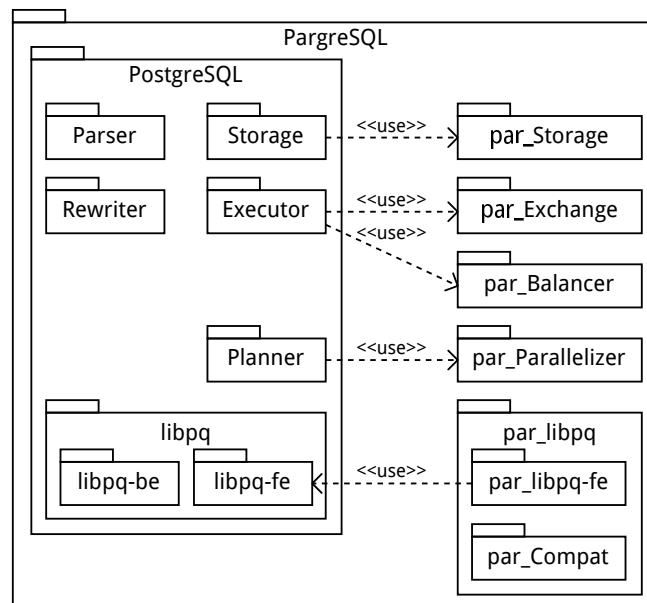 PargreSQL
PostgreSQL
Parser
Storage
<<use>>
par_Storage
Rewriter
Executor
<<use>>
par_Exchange
<<use>>
par_Balancer
Planner
<<use>>
par_Parallelizer
libpq
par_libpq
libpq-be
libpq-fe
<<use>>
par_libpq-fe
par_Compat